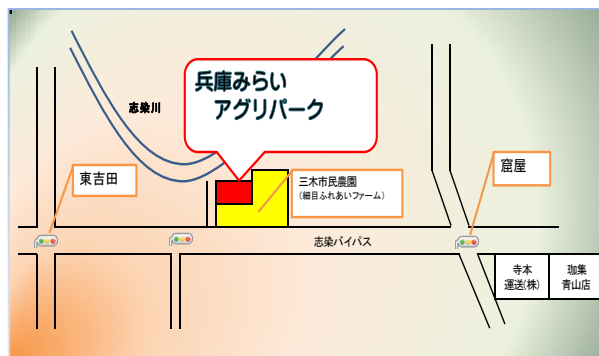 兵庫みらい
アグリパーク
志染川
東吉田
三木市民農園
(細目ふれあいファーム)
窟屋
志染バイパス
寺本
運送(株)
珈集
青山店